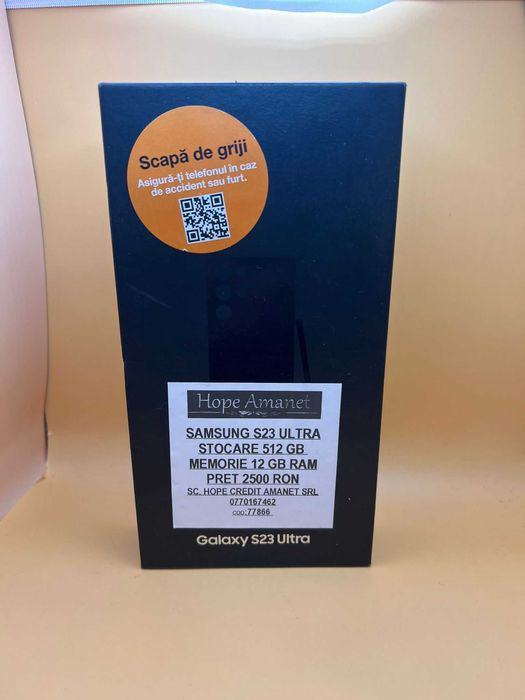 Scapă de griji
Asigură-ți telefonul în caz
de accident sau furt.
Hope Amanet
SAMSUNG S23 ULTRA
STOCARE 512 GB
MEMORIE 12 GB RAM
PRET 2500 RON
SC. HOPE CREDIT AMANET SRL
0770167462
COD:77866
Galaxy S23 Ultra